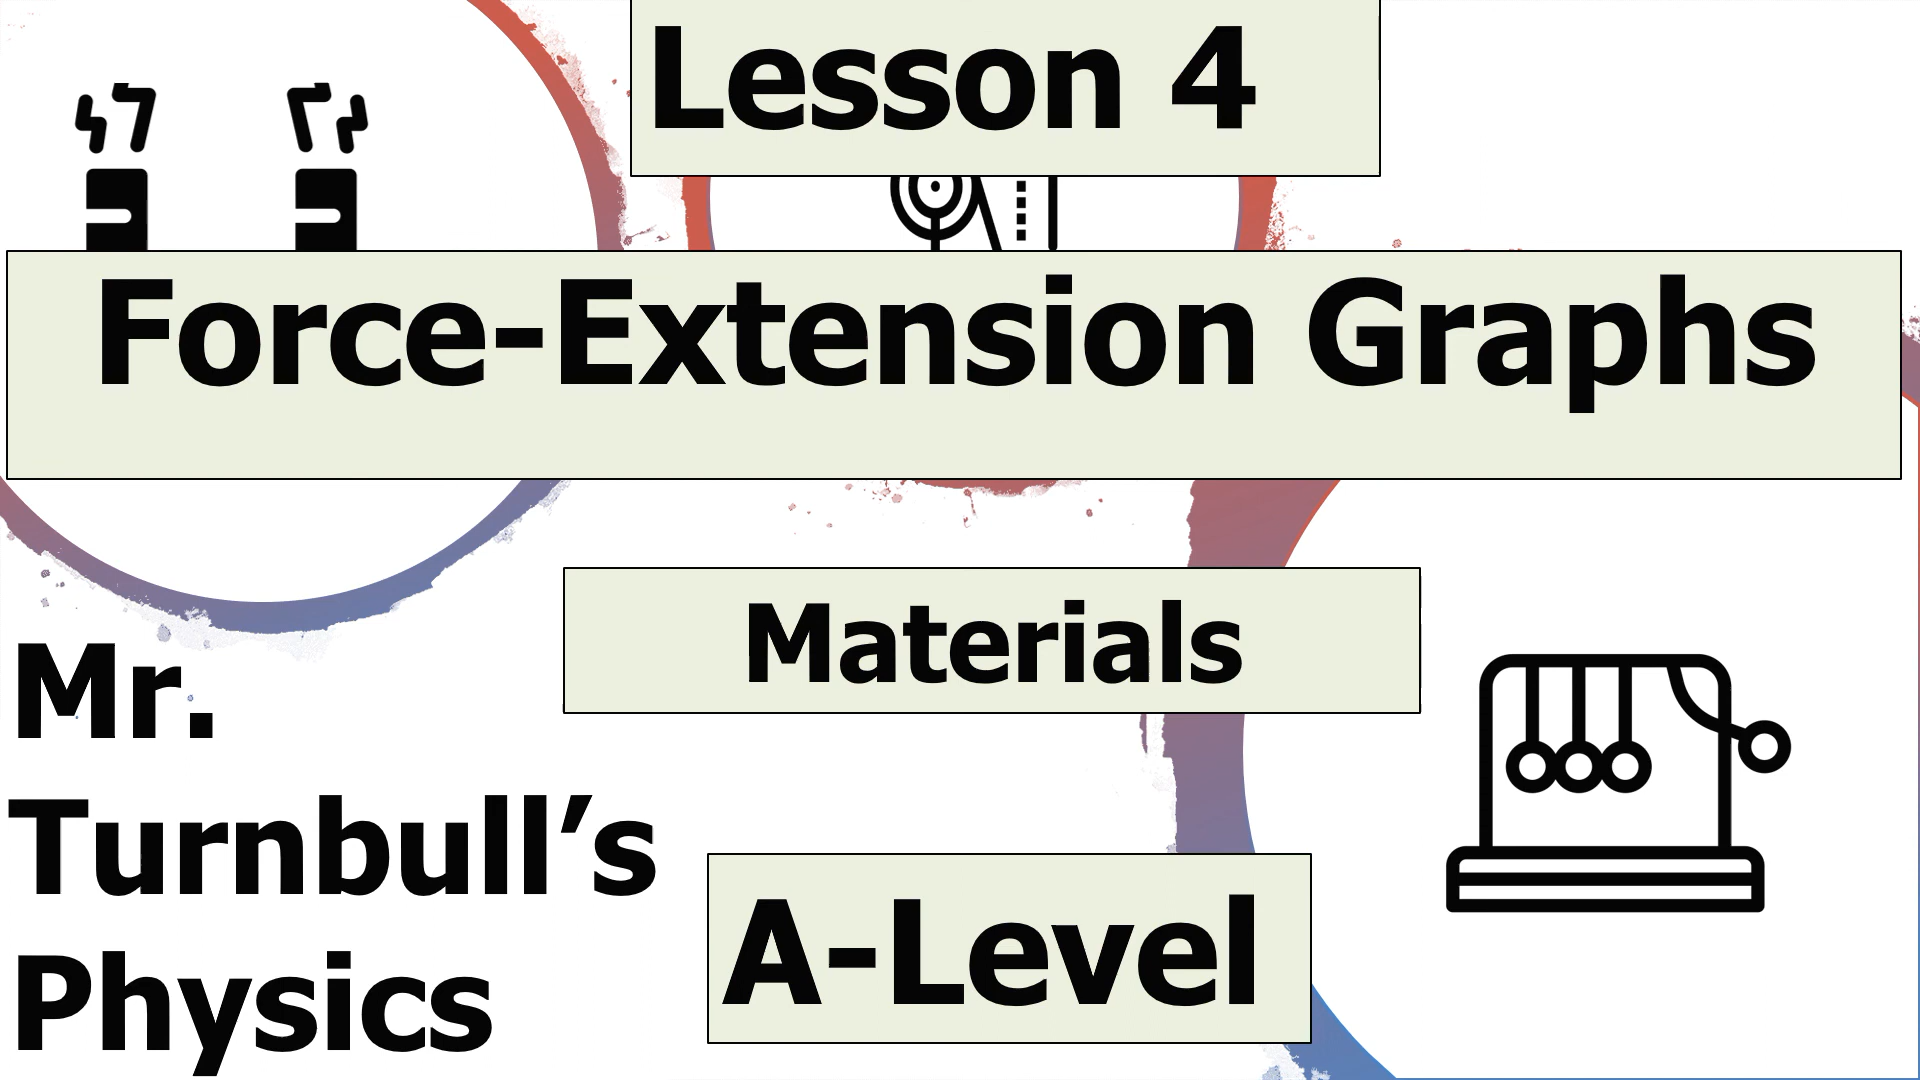 Lesson 4
Force-Extension Graphs
Materials
Mr.
Turnbull’s
Physics
A-Level